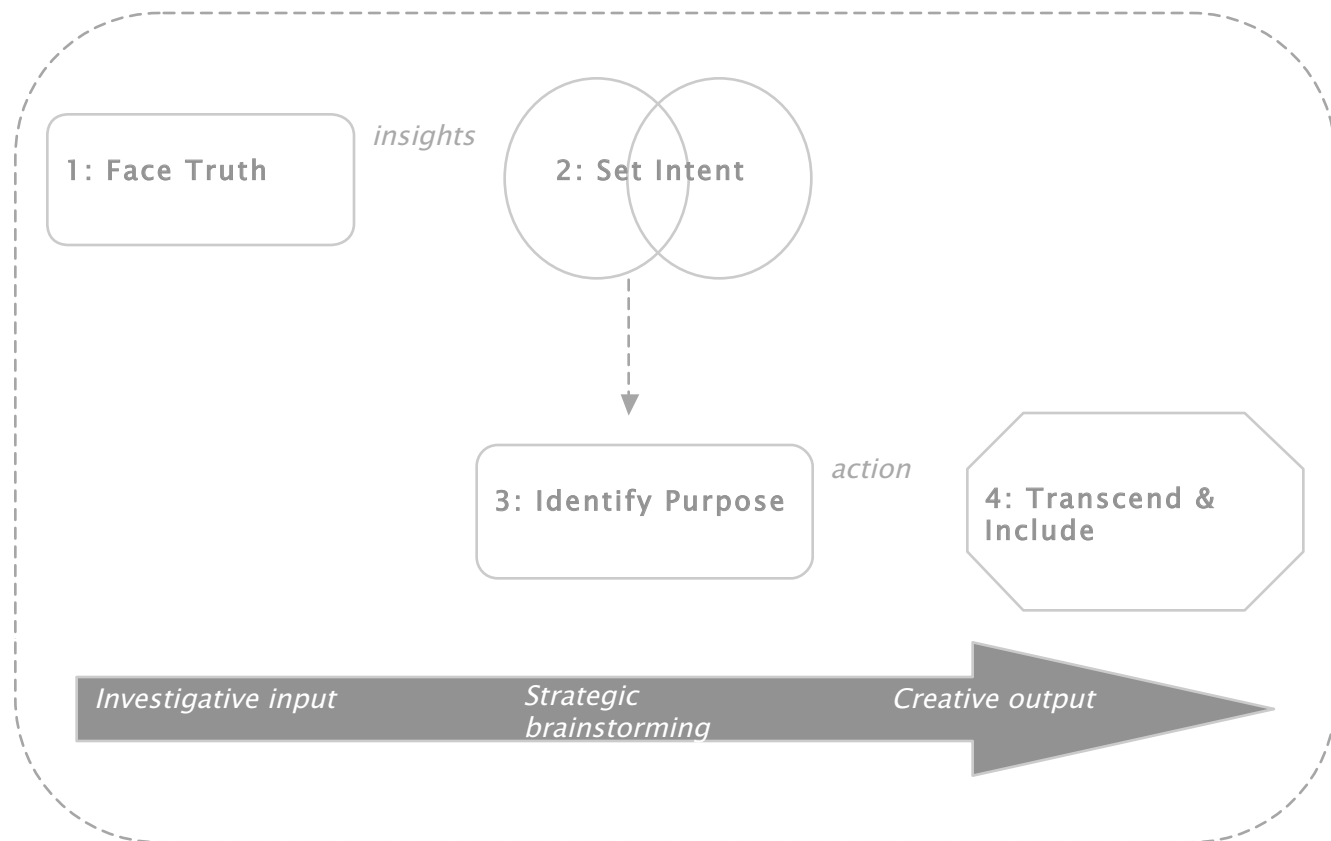 insights
1: Face Truth
2: Set Intent
action
3: Identify Purpose
4: Transcend &
Include
Investigative input
Strategic
brainstorming
Creative output